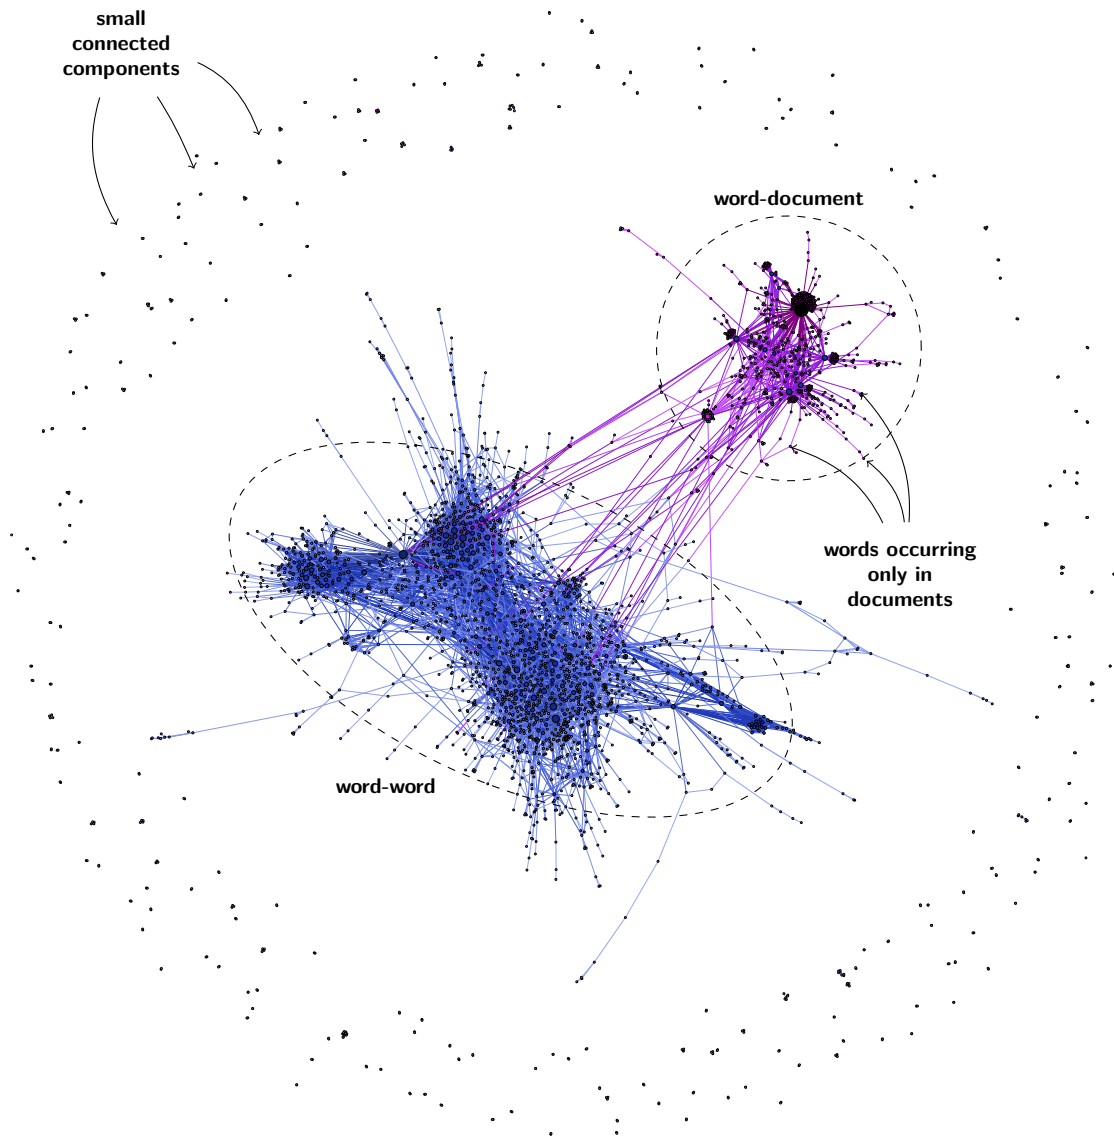 small
connected
components
word-document
words occurring
only in
documents
word-word